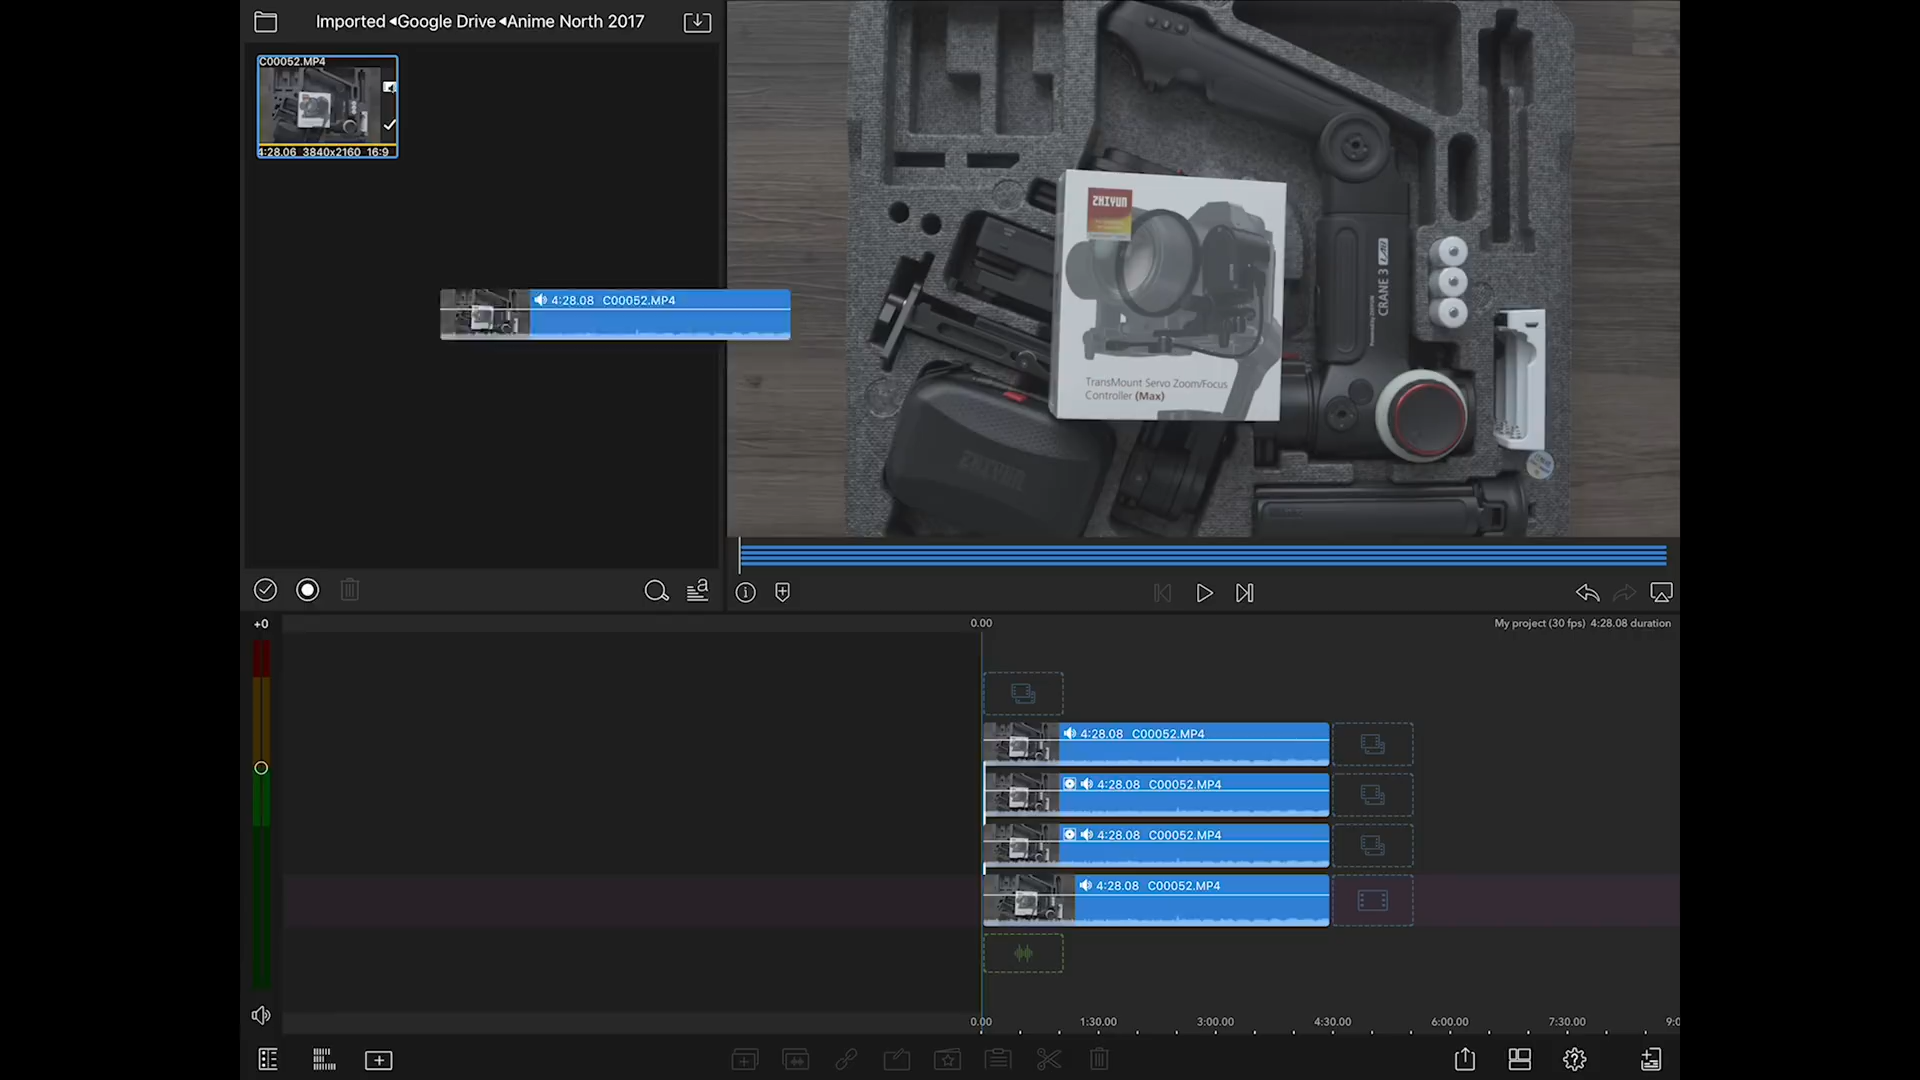 Imported ◂Google Drive ◂Anime North 2017
C00052.MP4
4:28.06 3840x2160 16:9
4:28.08 C00052.MP4
ZHIYUN
TransMount Servo Zoom/Focus
Controller (Max)
CRANE 3
ZHIYUN
+0
0.00
My project (30 fps) 4:28.08 duration
4:28.08 C00052.MP4
4:28.08 C00052.MP4
4:28.08 C00052.MP4
4:28.08 C00052.MP4
0.00 1:30.00 3:00.00 4:30.00 6:00.00 7:30.00